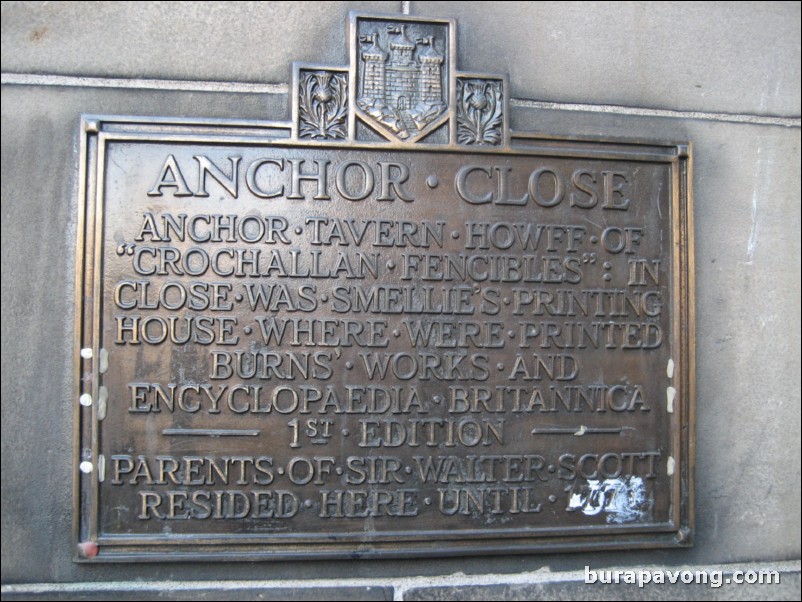 ANCHOR · CLOSE
ANCHOR · TAVERN · HOWFF · OF
"CROCHALLAN · FENCIBLES" : IN
CLOSE · WAS · SMELLIE'S · PRINTING
HOUSE · WHERE · WERE · PRINTED
BURNS' · WORKS · AND
ENCYCLOPAEDIA · BRITANNICA
1ST · EDITION
PARENTS · OF · SIR · WALTER · SCOTT
RESIDED · HERE · UNTIL ·
burapavong.com